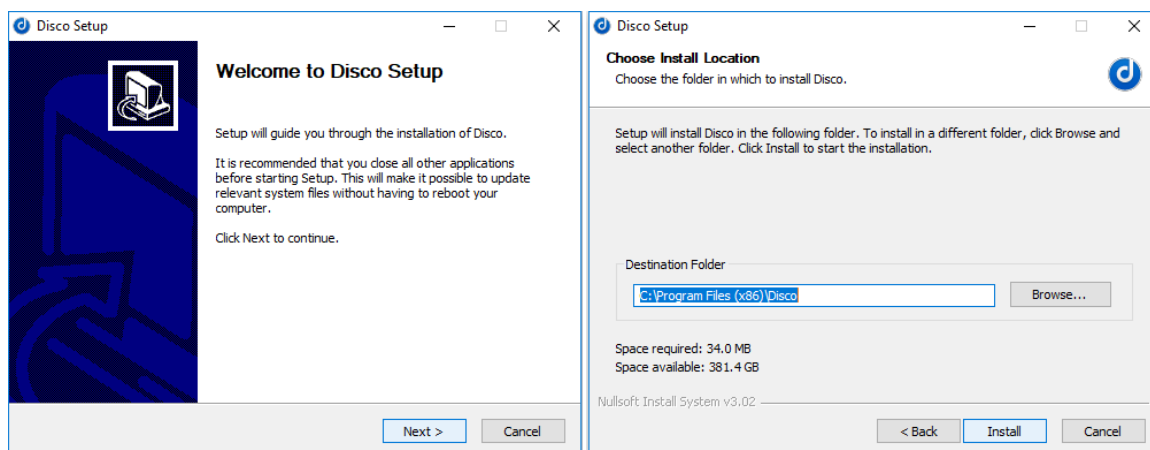 Disco Setup
Welcome to Disco Setup
Setup will guide you through the installation of Disco.
It is recommended that you close all other applications
before starting Setup. This will make it possible to update
relevant system files without having to reboot your
computer.
Click Next to continue.
Next >
Cancel
Disco Setup
Choose Install Location
Choose the folder in which to install Disco.
Setup will install Disco in the following folder. To install in a different folder, click Browse and
select another folder. Click Install to start the installation.
Destination Folder
C:\Program Files (x86)\Disco
Browse...
Space required: 34.0 MB
Space available: 381.4 GB
Nullsoft Install System v3.02
< Back
Install
Cancel